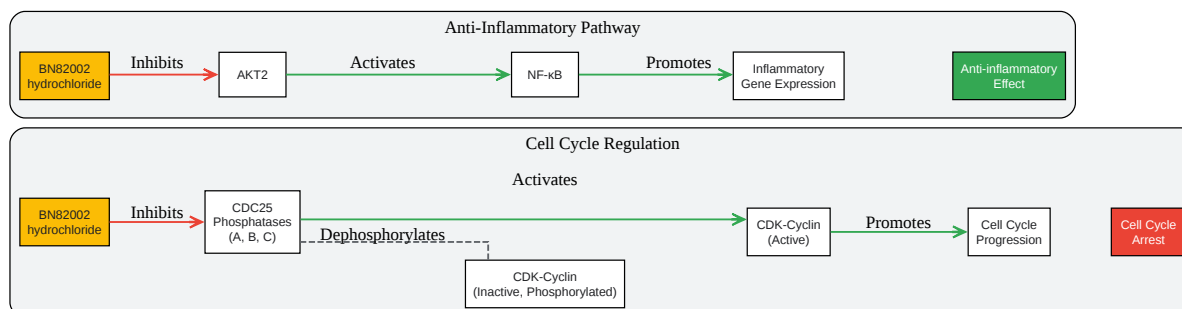 Anti-Inflammatory Pathway
BN82002
hydrochloride
Inhibits
AKT2
Activates
NF-κB
Promotes
Inflammatory
Gene Expression
Anti-inflammatory
Effect
Cell Cycle Regulation
Activates
BN82002
hydrochloride
Inhibits
CDC25
Phosphatases
(A, B, C)
Dephosphorylates
CDK-Cyclin
(Inactive, Phosphorylated)
CDK-Cyclin
(Active)
Promotes
Cell Cycle
Progression
Cell Cycle
Arrest